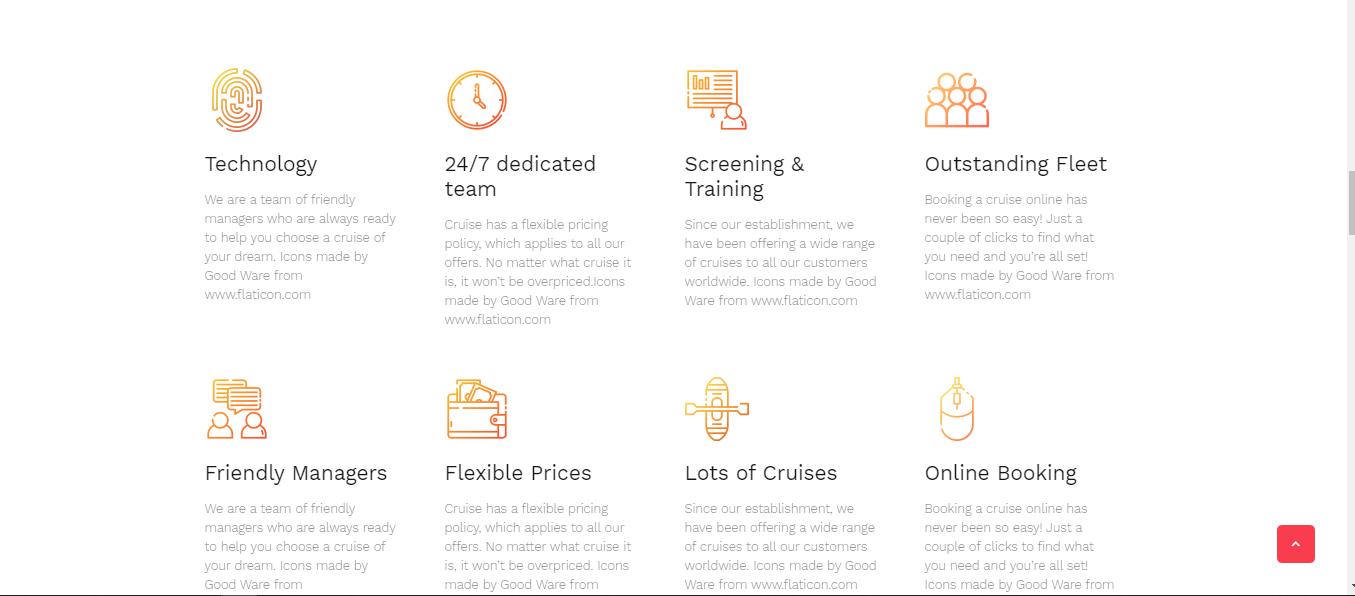 Technology
We are a team of friendly
managers who are always ready
to help you choose a cruise of
your dream. Icons made by
Good Ware from
www.flaticon.com
24/7 dedicated
team
Cruise has a flexible pricing
policy, which applies to all our
offers. No matter what cruise it
is, it won't be overpriced.Icons
made by Good Ware from
www.flaticon.com
Screening &
Training
Since our establishment, we
have been offering a wide range
of cruises to all our customers
worldwide. Icons made by Good
Ware from www.flaticon.com
Outstanding Fleet
Booking a cruise online has
never been so easy! Just a
couple of clicks to find what
you need and you're all set!
Icons made by Good Ware from
www.flaticon.com
Friendly Managers
We are a team of friendly
managers who are always ready
to help you choose a cruise of
your dream. Icons made by
Good Ware from
Flexible Prices
Cruise has a flexible pricing
policy, which applies to all our
offers. No matter what cruise it
is, it won't be overpriced. Icons
made by Good Ware from
Lots of Cruises
Since our establishment, we
have been offering a wide range
of cruises to all our customers
worldwide. Icons made by Good
Ware from www.flaticon.com
Online Booking
Booking a cruise online has
never been so easy! Just a
couple of clicks to find what
you need and you're all set!
Icons made by Good Ware from